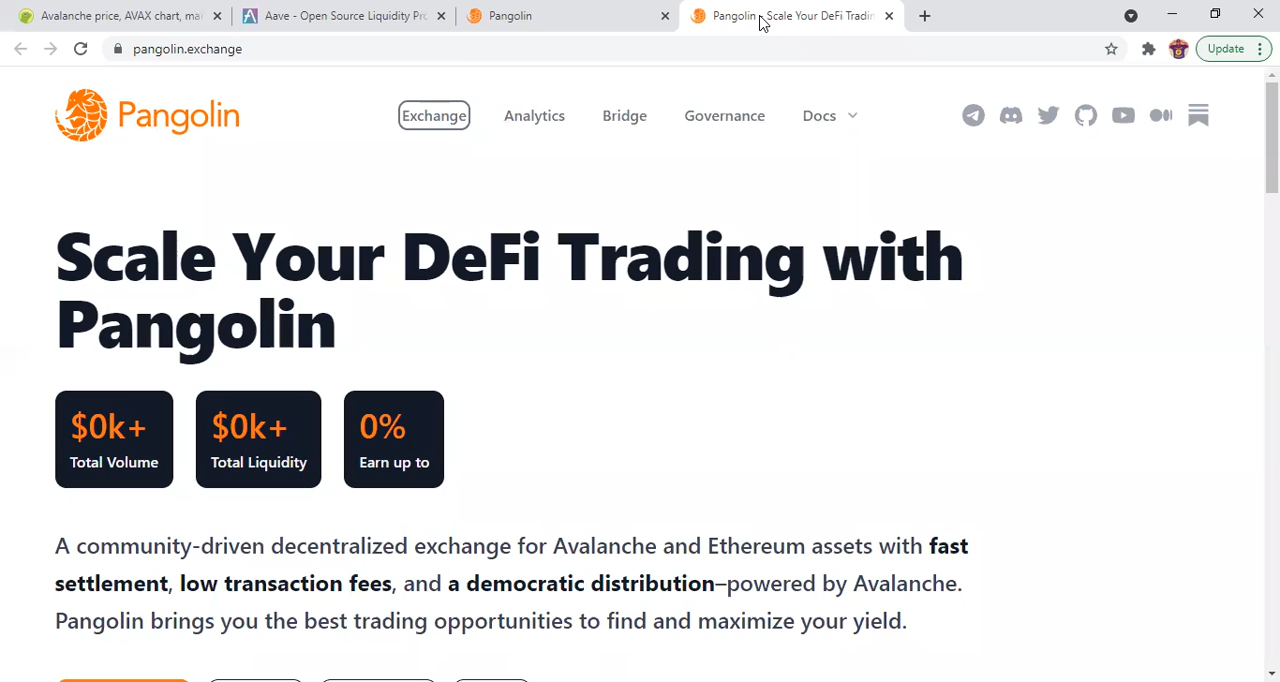 Avalanche price, AVAX chart, ma
Aave - Open Source Liquidity Pr
Pangolin
Pangolin - Scale Your DeFi Tradin
pangolin.exchange
Update
Pangolin
Exchange
Analytics
Bridge
Governance
Docs
Scale Your DeFi Trading with
Pangolin
$0k+
Total Volume
$0k+
Total Liquidity
0%
Earn up to
A community-driven decentralized exchange for Avalanche and Ethereum assets with fast
settlement, low transaction fees, and a democratic distribution–powered by Avalanche.
Pangolin brings you the best trading opportunities to find and maximize your yield.